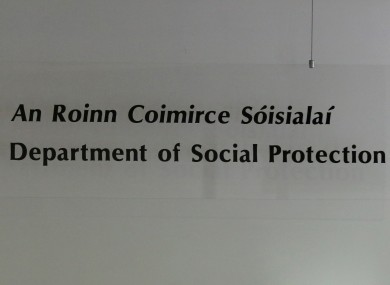 An Roinn Coimirce Sóisialaí
Department of Social Protection